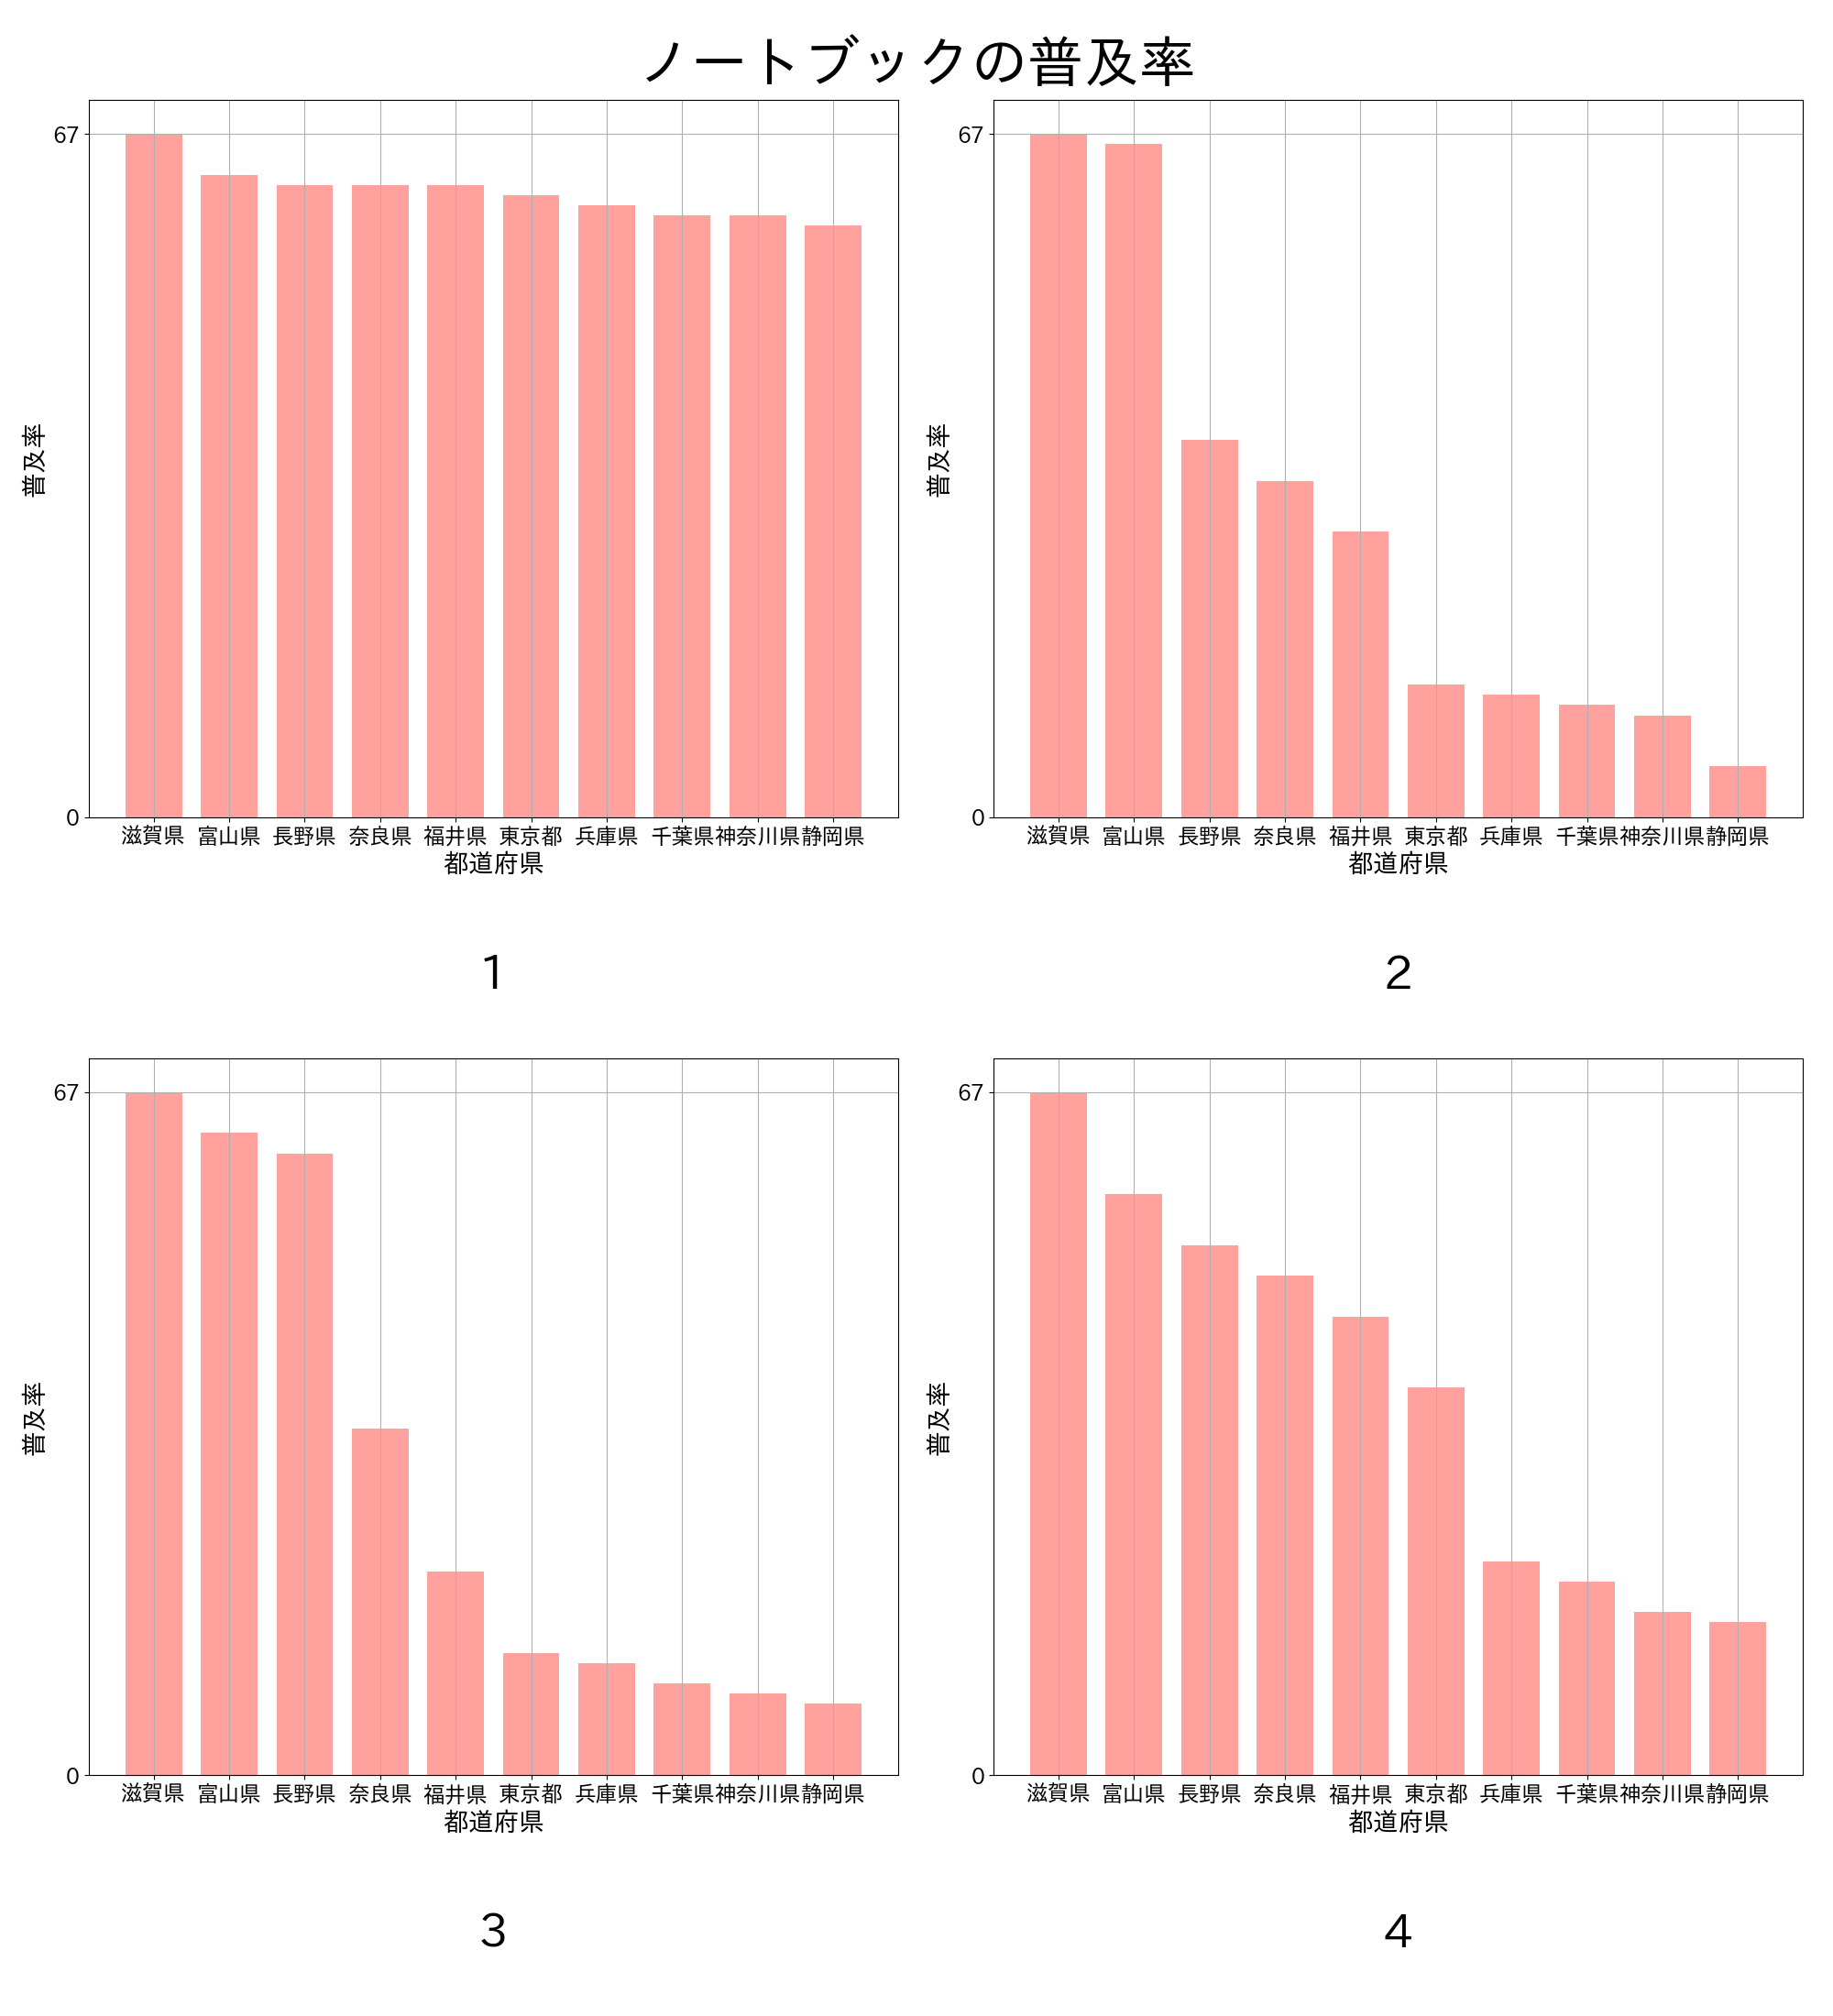 ノートブックの普及率
67
0
普及率
滋賀県 富山県 長野県 奈良県 福井県 東京都 兵庫県 千葉県 神奈川県 静岡県
都道府県
1
67
0
普及率
滋賀県 富山県 長野県 奈良県 福井県 東京都 兵庫県 千葉県 神奈川県 静岡県
都道府県
2
67
0
普及率
滋賀県 富山県 長野県 奈良県 福井県 東京都 兵庫県 千葉県 神奈川県 静岡県
都道府県
3
67
0
普及率
滋賀県 富山県 長野県 奈良県 福井県 東京都 兵庫県 千葉県 神奈川県 静岡県
都道府県
4